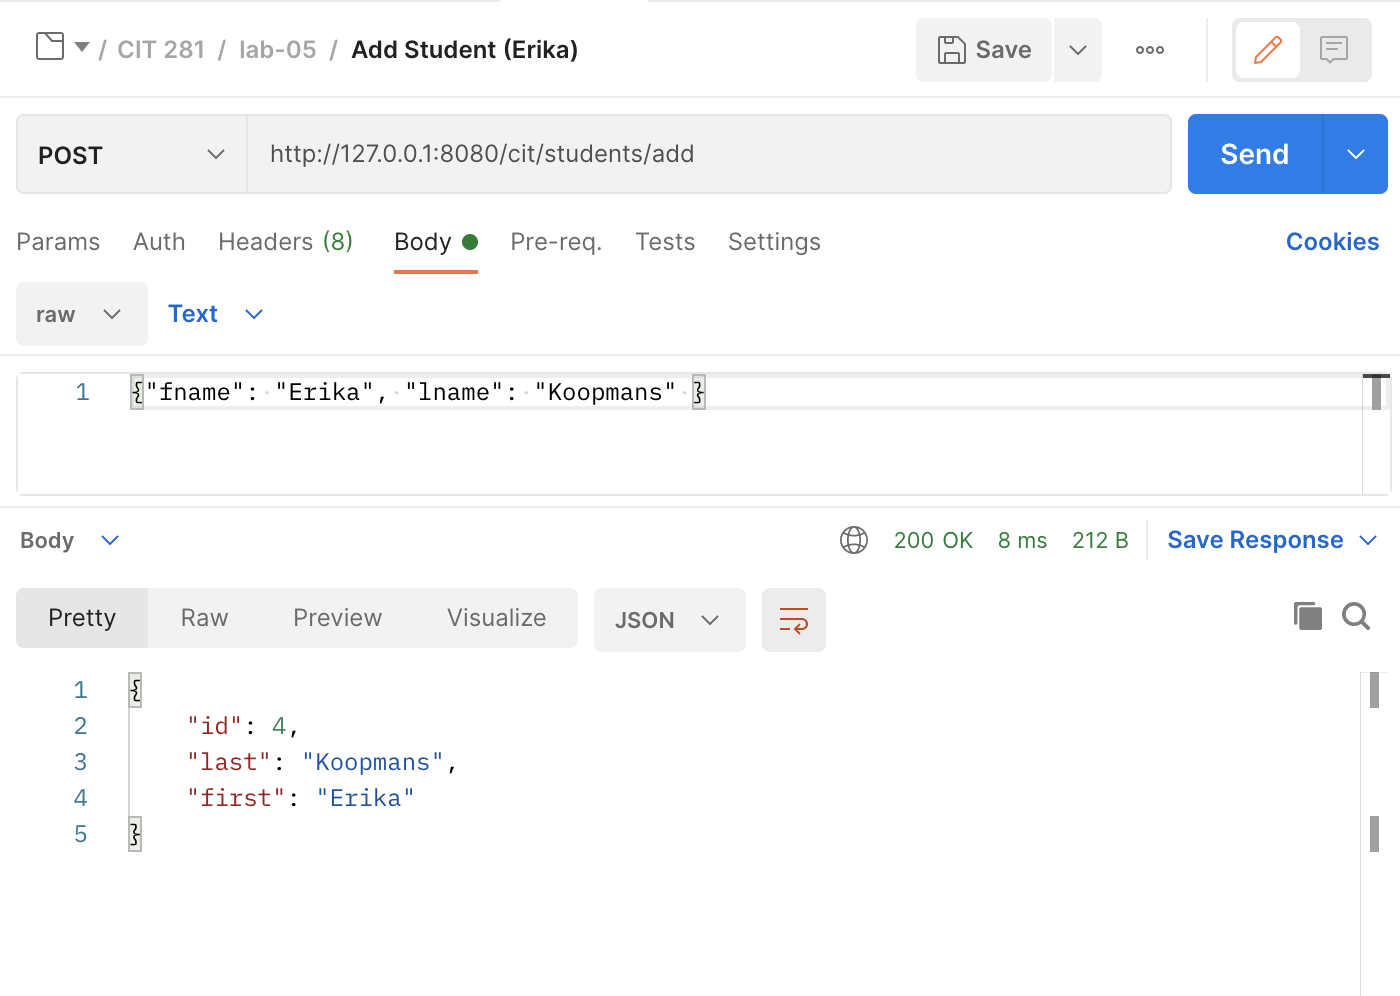 / CIT 281 / lab-05 / Add Student (Erika) Save
POST http://127.0.0.1:8080/cit/students/add Send
Params Auth Headers (8) Body Pre-req. Tests Settings Cookies
raw Text
1 {"fname": "Erika", "lname": "Koopmans" }
Body 200 OK 8 ms 212 B Save Response
Pretty Raw Preview Visualize JSON
1 {
2 "id": 4,
3 "last": "Koopmans",
4 "first": "Erika"
5 }